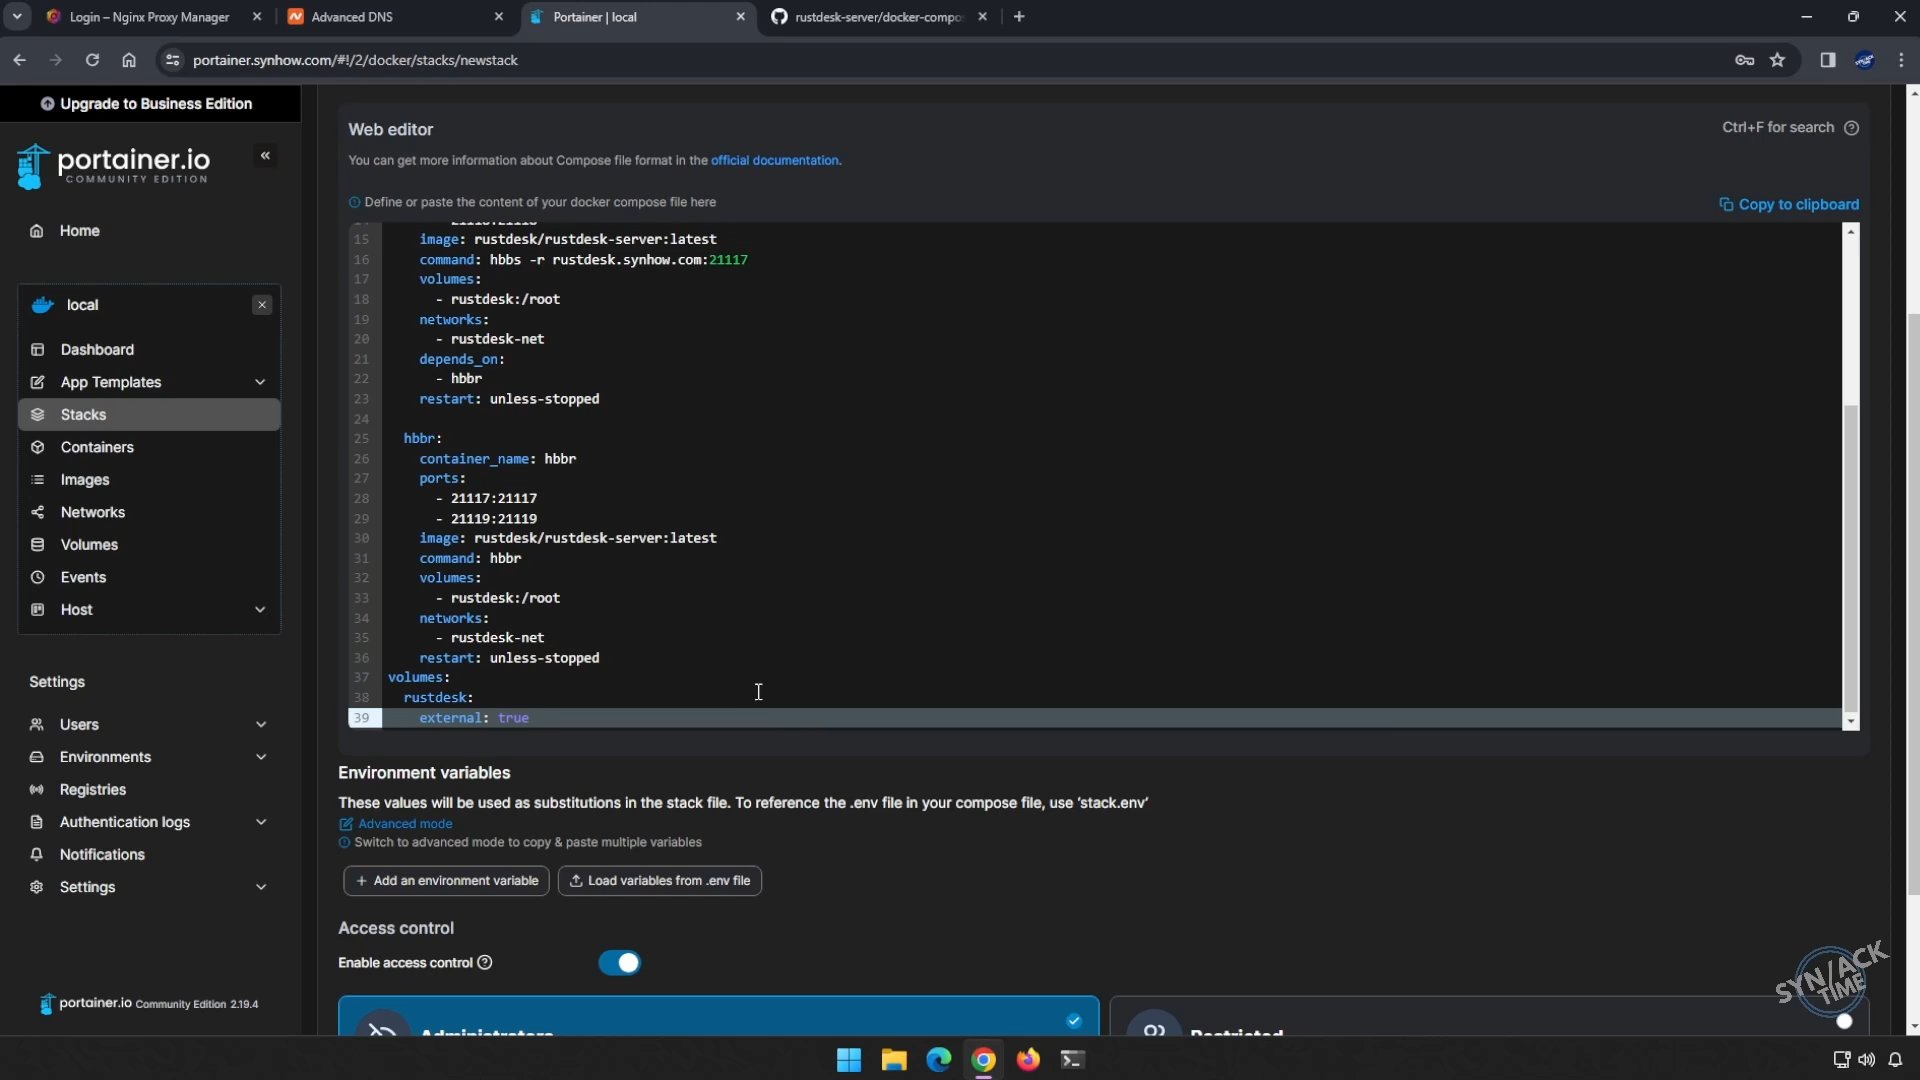 Login – Nginx Proxy Manager
Advanced DNS
Portainer | local
rustdesk-server/docker-compo
portainer.synhow.com/#!/2/docker/stacks/newstack
Upgrade to Business Edition
portainer.io
COMMUNITY EDITION
Home
local
Dashboard
App Templates
Stacks
Containers
Images
Networks
Volumes
Events
Host
Settings
Users
Environments
Registries
Authentication logs
Notifications
Settings
portainer.io Community Edition 2.19.4
Web editor
Ctrl+F for search
You can get more information about Compose file format in the official documentation.
Define or paste the content of your docker compose file here
Copy to clipboard
15 image: rustdesk/rustdesk-server:latest
16 command: hbbs -r rustdesk.synhow.com:21117
17 volumes:
18 - rustdesk:/root
19 networks:
20 - rustdesk-net
21 depends_on:
22 - hbbr
23 restart: unless-stopped
24
25 hbbr:
26 container_name: hbbr
27 ports:
28 - 21117:21117
29 - 21119:21119
30 image: rustdesk/rustdesk-server:latest
31 command: hbbr
32 volumes:
33 - rustdesk:/root
34 networks:
35 - rustdesk-net
36 restart: unless-stopped
37 volumes:
38 rustdesk:
39 external: true
Environment variables
These values will be used as substitutions in the stack file. To reference the .env file in your compose file, use 'stack.env'
Advanced mode
Switch to advanced mode to copy & paste multiple variables
+ Add an environment variable
Load variables from .env file
Access control
Enable access control
Administrators
Restricted
SYN/ACK
TIME